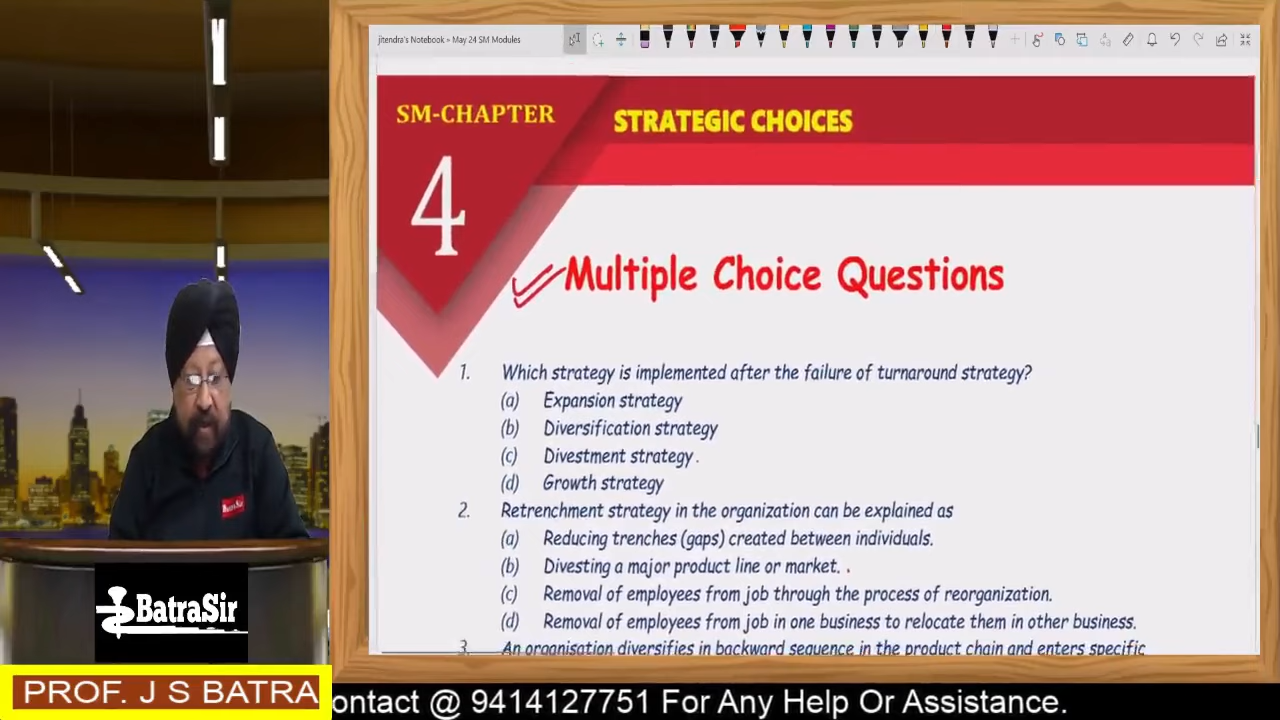 jitendra's Notebook » May 24 SM Modules
SM-CHAPTER
4
STRATEGIC CHOICES
Multiple Choice Questions
1. Which strategy is implemented after the failure of turnaround strategy?
(a) Expansion strategy
(b) Diversification strategy
(c) Divestment strategy.
(d) Growth strategy
2. Retrenchment strategy in the organization can be explained as
(a) Reducing trenches (gaps) created between individuals.
(b) Divesting a major product line or market.
(c) Removal of employees from job through the process of reorganization.
(d) Removal of employees from job in one business to relocate them in other business.
3. An organisation diversifies in backward sequence in the product chain and enters specific
BatraSir
BatraSir
PROF. J S BATRA
ontact @ 9414127751 For Any Help Or Assistance.